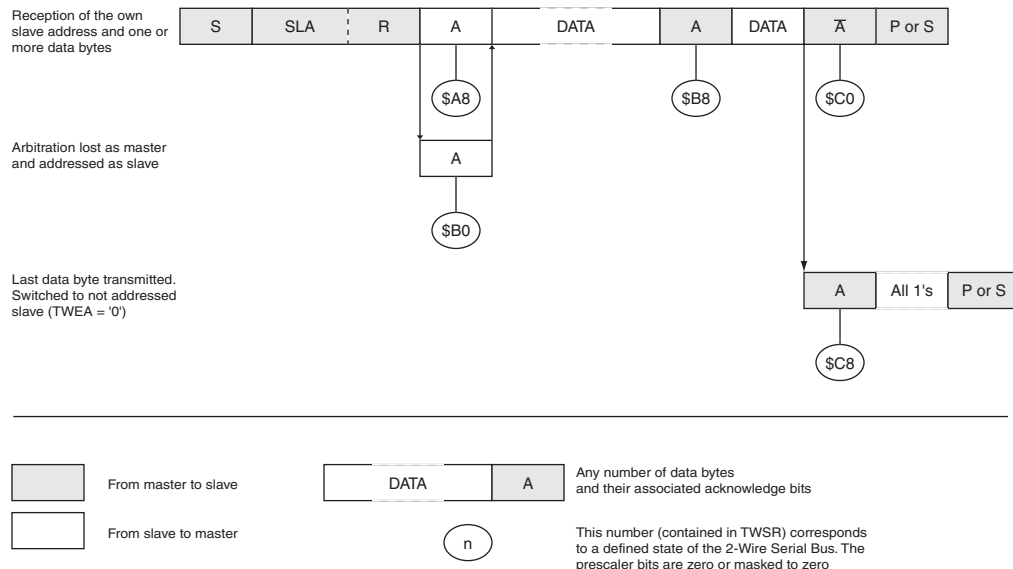 Reception of the own
slave address and one or
more data bytes
S SLA R A DATA A DATA A̅ P or S
$A8 $B8 $C0
Arbitration lost as master
and addressed as slave
A
$B0
Last data byte transmitted.
Switched to not addressed
slave (TWEA = '0')
A All 1's P or S
$C8
From master to slave
DATA A
Any number of data bytes
and their associated acknowledge bits
From slave to master
n
This number (contained in TWSR) corresponds
to a defined state of the 2-Wire Serial Bus. The
prescaler bits are zero or masked to zero